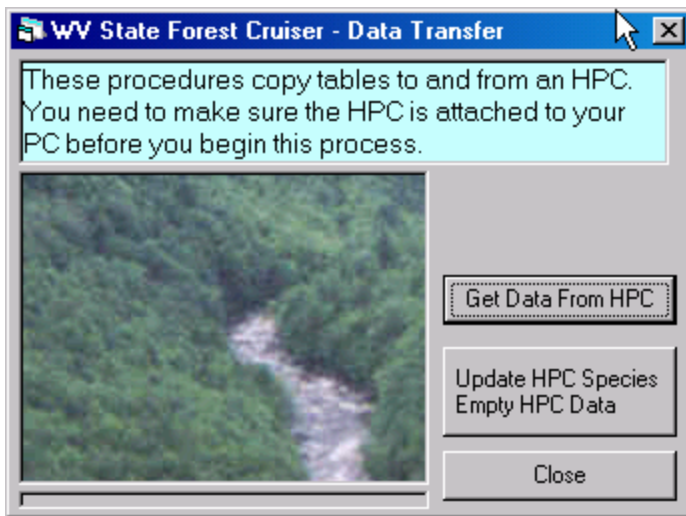 WV State Forest Cruiser - Data Transfer
These procedures copy tables to and from an HPC.
You need to make sure the HPC is attached to your
PC before you begin this process.
Get Data From HPC
Update HPC Species
Empty HPC Data
Close